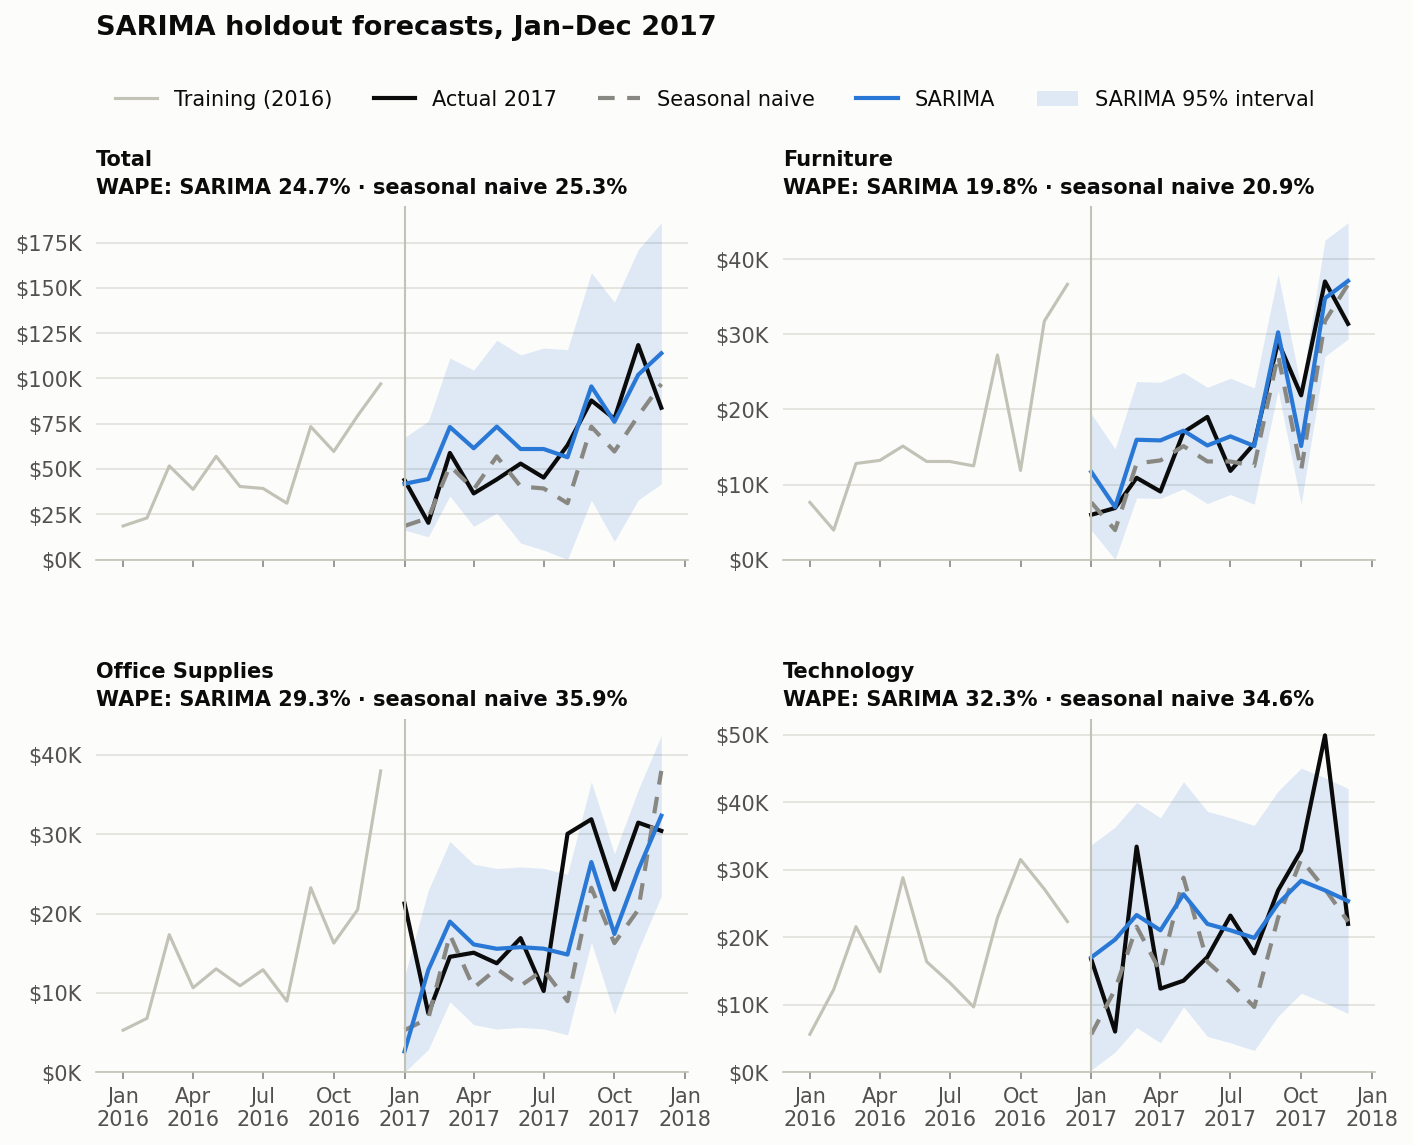 SARIMA holdout forecasts, Jan–Dec 2017
Training (2016) Actual 2017 Seasonal naive SARIMA SARIMA 95% interval
Total
WAPE: SARIMA 24.7% · seasonal naive 25.3%
$175K
$150K
$125K
$100K
$75K
$50K
$25K
$0K
Furniture
WAPE: SARIMA 19.8% · seasonal naive 20.9%
$40K
$30K
$20K
$10K
$0K
Office Supplies
WAPE: SARIMA 29.3% · seasonal naive 35.9%
$40K
$30K
$20K
$10K
$0K
Jan Apr Jul Oct Jan Apr Jul Oct Jan
2016 2016 2016 2016 2017 2017 2017 2017 2018
Technology
WAPE: SARIMA 32.3% · seasonal naive 34.6%
$50K
$40K
$30K
$20K
$10K
$0K
Jan Apr Jul Oct Jan Apr Jul Oct Jan
2016 2016 2016 2016 2017 2017 2017 2017 2018